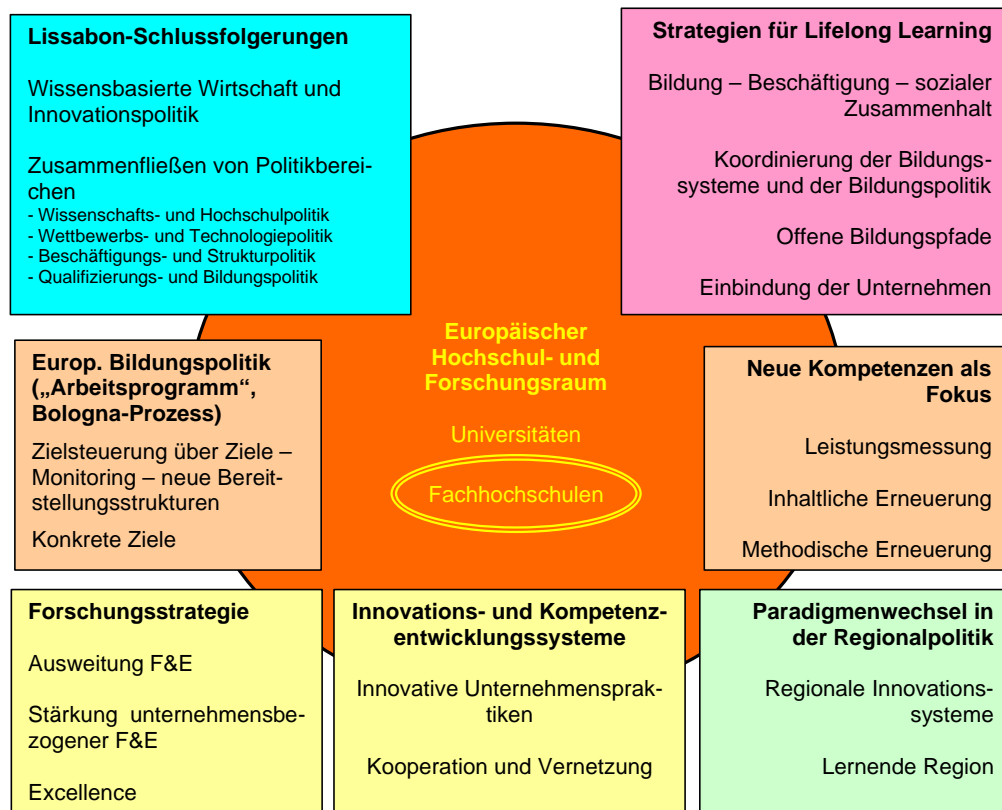 Lissabon-Schlussfolgerungen
Wissensbasierte Wirtschaft und
Innovationspolitik
Zusammenfließen von Politikberei-
chen
- Wissenschafts- und Hochschulpolitik
- Wettbewerbs- und Technologiepolitik
- Beschäftigungs- und Strukturpolitik
- Qualifizierungs- und Bildungspolitik
Strategien für Lifelong Learning
Bildung – Beschäftigung – sozialer
Zusammenhalt
Koordinierung der Bildungs-
systeme und der Bildungspolitik
Offene Bildungspfade
Einbindung der Unternehmen
Europ. Bildungspolitik
(„Arbeitsprogramm“,
Bologna-Prozess)
Zielsteuerung über Ziele –
Monitoring – neue Bereit-
stellungsstrukturen
Konkrete Ziele
Europäischer
Hochschul- und
Forschungsraum
Universitäten
Fachhochschulen
Neue Kompetenzen als
Fokus
Leistungsmessung
Inhaltliche Erneuerung
Methodische Erneuerung
Forschungsstrategie
Ausweitung F&E
Stärkung unternehmensbe-
zogener F&E
Excellence
Innovations- und Kompetenz-
entwicklungssysteme
Innovative Unternehmensprak-
tiken
Kooperation und Vernetzung
Paradigmenwechsel in
der Regionalpolitik
Regionale Innovations-
systeme
Lernende Region